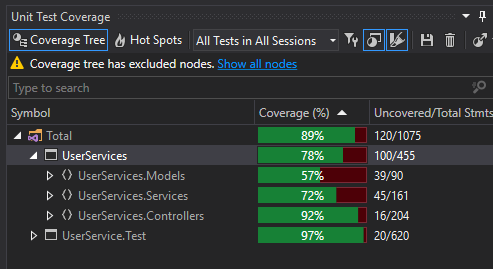 Unit Test Coverage
Coverage Tree Hot Spots All Tests in All Sessions
Coverage tree has excluded nodes. Show all nodes
Type to search
Symbol Coverage (%) Uncovered/Total Stmts
Total 89% 120/1075
UserServices 78% 100/455
UserServices.Models 57% 39/90
UserServices.Services 72% 45/161
UserServices.Controllers 92% 16/204
UserService.Test 97% 20/620